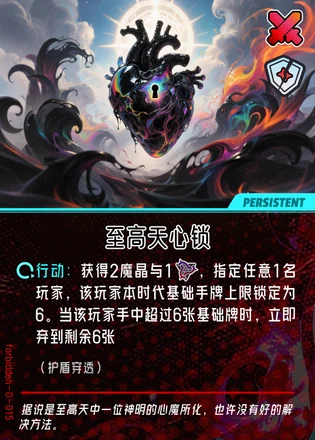 PERSISTENT
至高天心锁
行动：获得2魔晶与1，指定任意1名
玩家，该玩家本时代基础手牌上限锁定为
6。当该玩家手中超过6张基础牌时，立即
弃到剩余6张
（护盾穿透）
据说是至高天中一位神明的心魔所化，也许没有好的解
决方法。
forbidden-0-015